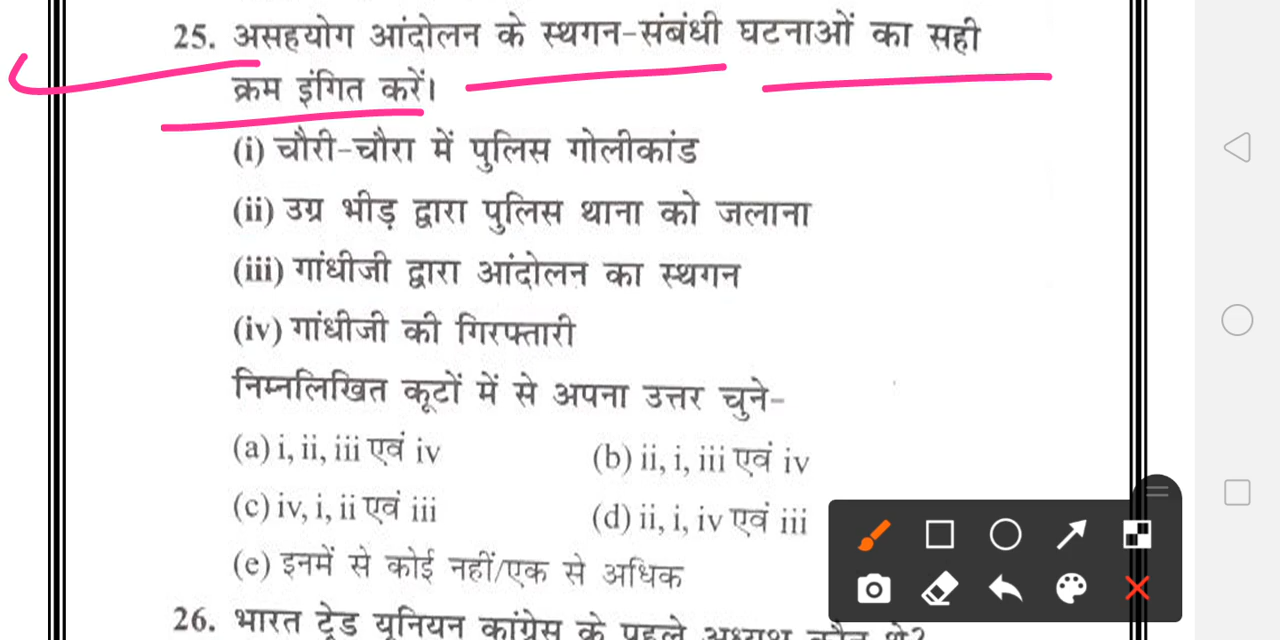 25. असहयोग आंदोलन के स्थगन-संबंधी घटनाओं का सही
क्रम इंगित करें।
(i) चौरी-चौरा में पुलिस गोलीकांड
(ii) उग्र भीड़ द्वारा पुलिस थाना को जलाना
(iii) गांधीजी द्वारा आंदोलन का स्थगन
(iv) गांधीजी की गिरफ्तारी
निम्नलिखित कूटों में से अपना उत्तर चुने-
(a) i, ii, iii एवं iv (b) ii, i, iii एवं iv
(c) iv, i, ii एवं iii (d) ii, i, iv एवं iii
(e) इनमें से कोई नहीं/एक से अधिक
26. भारत ट्रेड यूनियन कांग्रेस के पहले अध्यक्ष कौन थे?